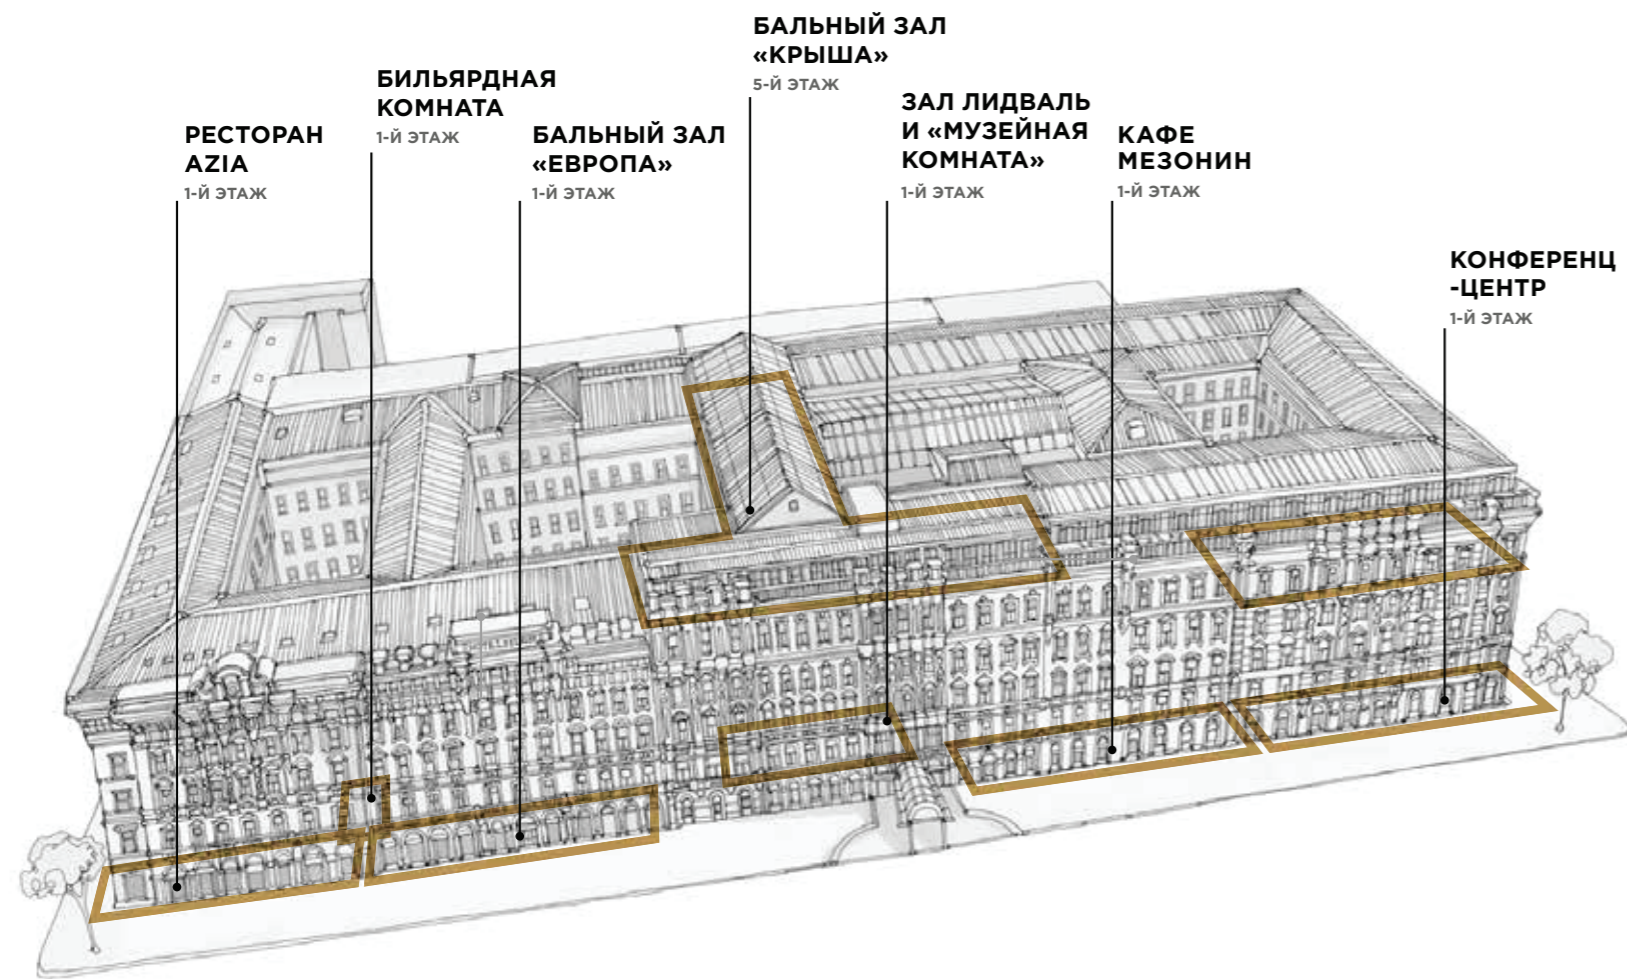 РЕСТОРАН
AZIA
1-Й ЭТАЖ
БИЛЬЯРДНАЯ
КОМНАТА
1-Й ЭТАЖ
БАЛЬНЫЙ ЗАЛ
«ЕВРОПА»
1-Й ЭТАЖ
БАЛЬНЫЙ ЗАЛ
«КРЫША»
5-Й ЭТАЖ
ЗАЛ ЛИДВАЛЬ
И «МУЗЕЙНАЯ
КОМНАТА»
1-Й ЭТАЖ
КАФЕ
МЕЗОНИН
1-Й ЭТАЖ
КОНФЕРЕНЦ
-ЦЕНТР
1-Й ЭТАЖ